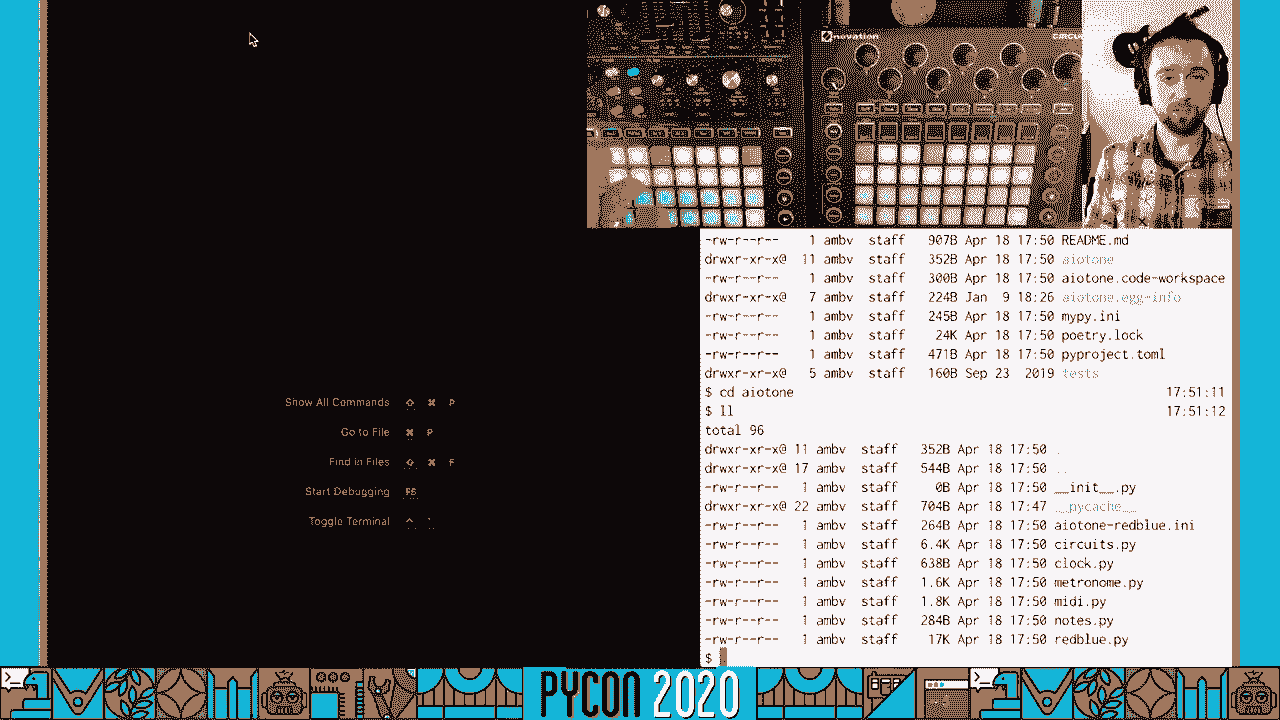 novation
Show All Commands ⇧ ⌘ P
Go to File ⌘ P
Find in Files ⇧ ⌘ F
Start Debugging F5
Toggle Terminal ^ `
-rw-r--r-- 1 ambv staff 907B Apr 18 17:50 README.md
drwxr-xr-x@ 11 ambv staff 352B Apr 18 17:50 aiotone
-rw-r--r-- 1 ambv staff 300B Apr 18 17:50 aiotone.code-workspace
drwxr-xr-x@ 7 ambv staff 224B Jan 9 18:26 aiotone.egg-info
-rw-r--r-- 1 ambv staff 245B Apr 18 17:50 mypy.ini
-rw-r--r-- 1 ambv staff 24K Apr 18 17:50 poetry.lock
-rw-r--r-- 1 ambv staff 471B Apr 18 17:50 pyproject.toml
drwxr-xr-x@ 5 ambv staff 160B Sep 23 2019 tests
$ cd aiotone 17:51:11
$ ll 17:51:12
total 96
drwxr-xr-x@ 11 ambv staff 352B Apr 18 17:50 .
drwxr-xr-x@ 17 ambv staff 544B Apr 18 17:50 ..
-rw-r--r-- 1 ambv staff 0B Apr 18 17:50 __init__.py
drwxr-xr-x@ 22 ambv staff 704B Apr 18 17:47 __pycache__
-rw-r--r-- 1 ambv staff 264B Apr 18 17:50 aiotone-redblue.ini
-rw-r--r-- 1 ambv staff 6.4K Apr 18 17:50 circuits.py
-rw-r--r-- 1 ambv staff 638B Apr 18 17:50 clock.py
-rw-r--r-- 1 ambv staff 1.6K Apr 18 17:50 metronome.py
-rw-r--r-- 1 ambv staff 1.8K Apr 18 17:50 midi.py
-rw-r--r-- 1 ambv staff 284B Apr 18 17:50 notes.py
-rw-r--r-- 1 ambv staff 17K Apr 18 17:50 redblue.py
$
PYCON 2020